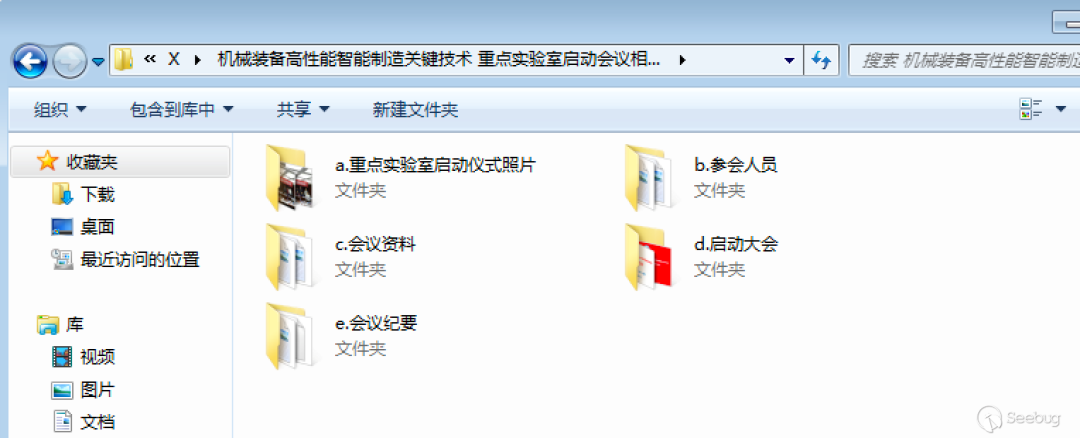 « X ▸ 机械装备高性能智能制造关键技术 重点实验室启动会议相... ▸
搜索 机械装备高性能智能制造
组织 包含到库中 共享 新建文件夹
收藏夹
下载
桌面
最近访问的位置
库
视频
图片
文档
a.重点实验室启动仪式照片
文件夹
b.参会人员
文件夹
c.会议资料
文件夹
d.启动大会
文件夹
e.会议纪要
文件夹
Seebug